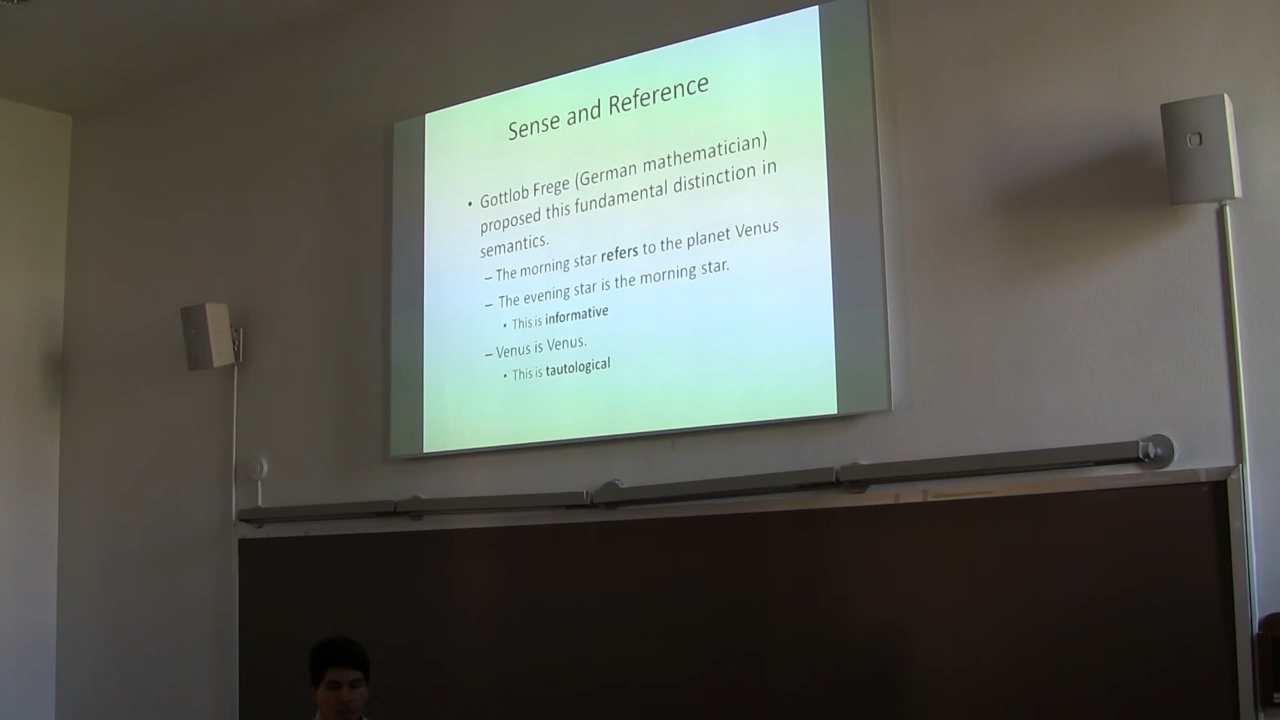 Sense and Reference
• Gottlob Frege (German mathematician)
proposed this fundamental distinction in
semantics.
– The morning star refers to the planet Venus
– The evening star is the morning star.
• This is informative
– Venus is Venus.
• This is tautological